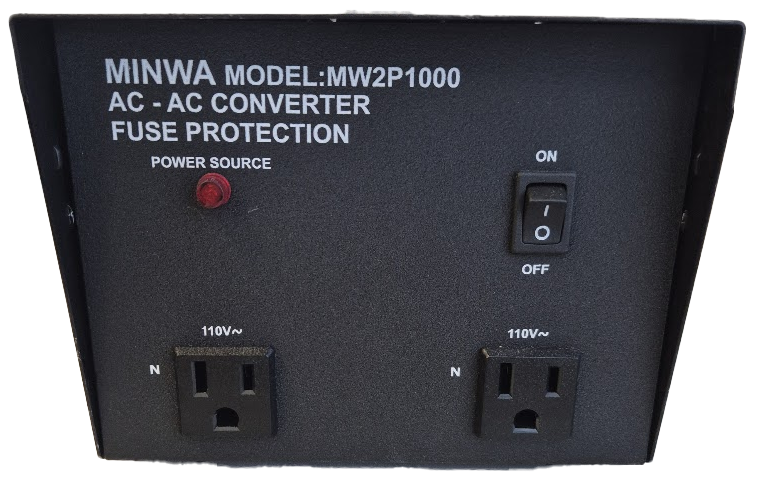 MINWA MODEL:MW2P1000
AC - AC CONVERTER
FUSE PROTECTION
POWER SOURCE
ON
I
O
OFF
110V~
110V~
N
N